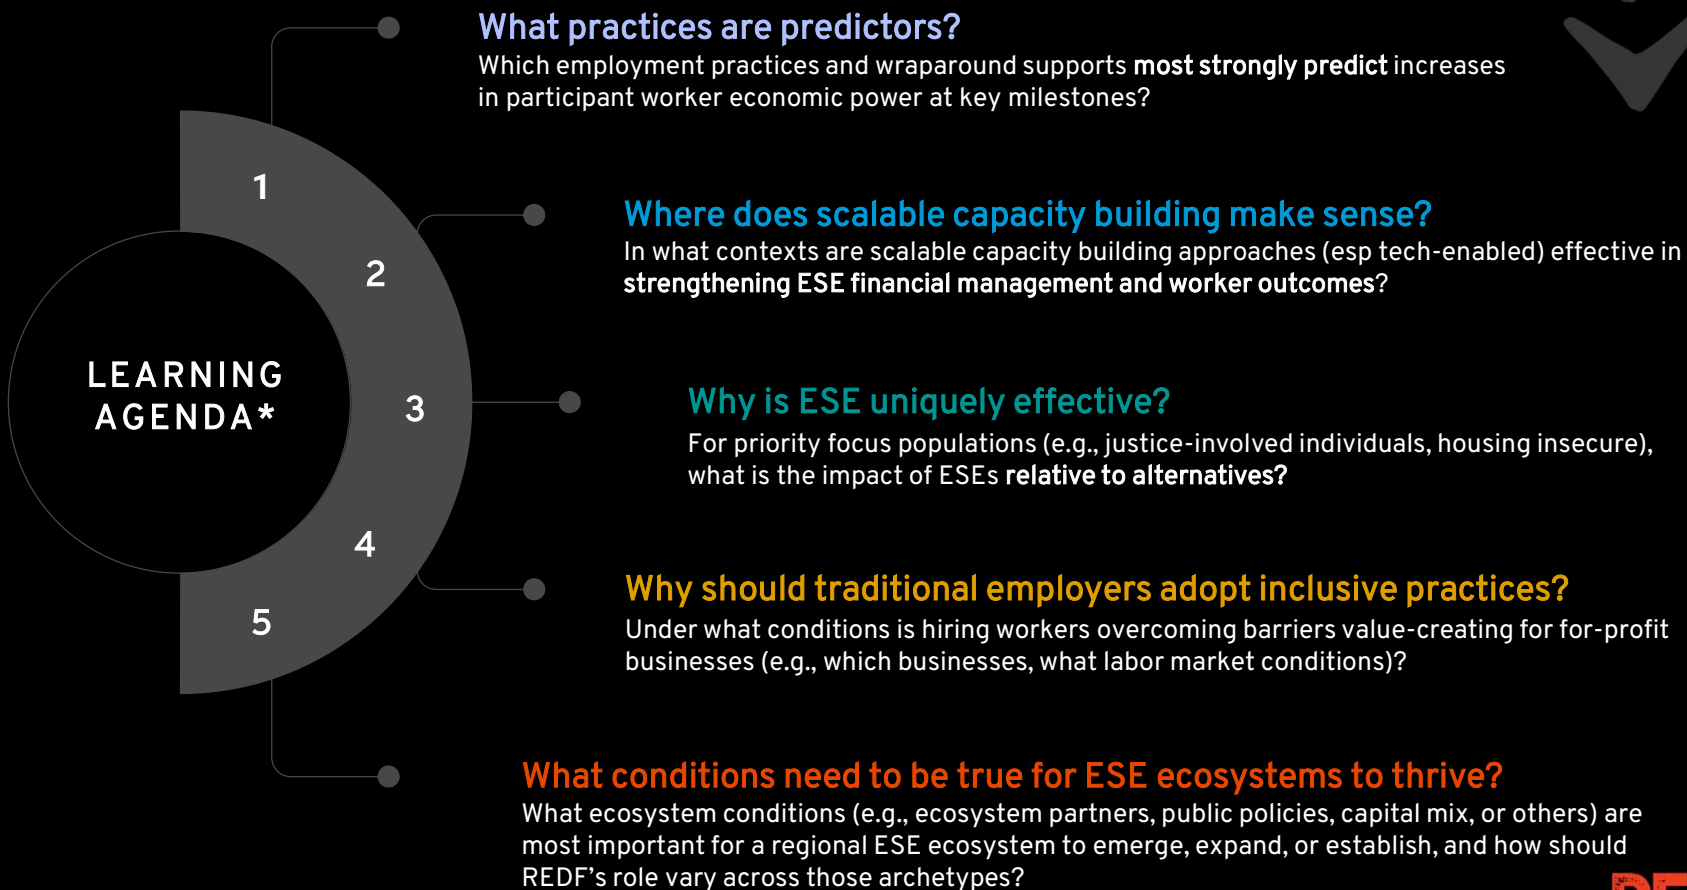 What practices are predictors?
Which employment practices and wraparound supports most strongly predict increases
in participant worker economic power at key milestones?
1
Where does scalable capacity building make sense?
In what contexts are scalable capacity building approaches (esp tech-enabled) effective in
strengthening ESE financial management and worker outcomes?
2
LEARNING
AGENDA*
Why is ESE uniquely effective?
For priority focus populations (e.g., justice-involved individuals, housing insecure),
what is the impact of ESEs relative to alternatives?
3
Why should traditional employers adopt inclusive practices?
Under what conditions is hiring workers overcoming barriers value-creating for for-profit
businesses (e.g., which businesses, what labor market conditions)?
4
5
What conditions need to be true for ESE ecosystems to thrive?
What ecosystem conditions (e.g., ecosystem partners, public policies, capital mix, or others) are
most important for a regional ESE ecosystem to emerge, expand, or establish, and how should
REDF's role vary across those archetypes?